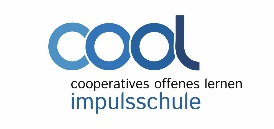 cool
cooperatives offenes lernen
impulsschule